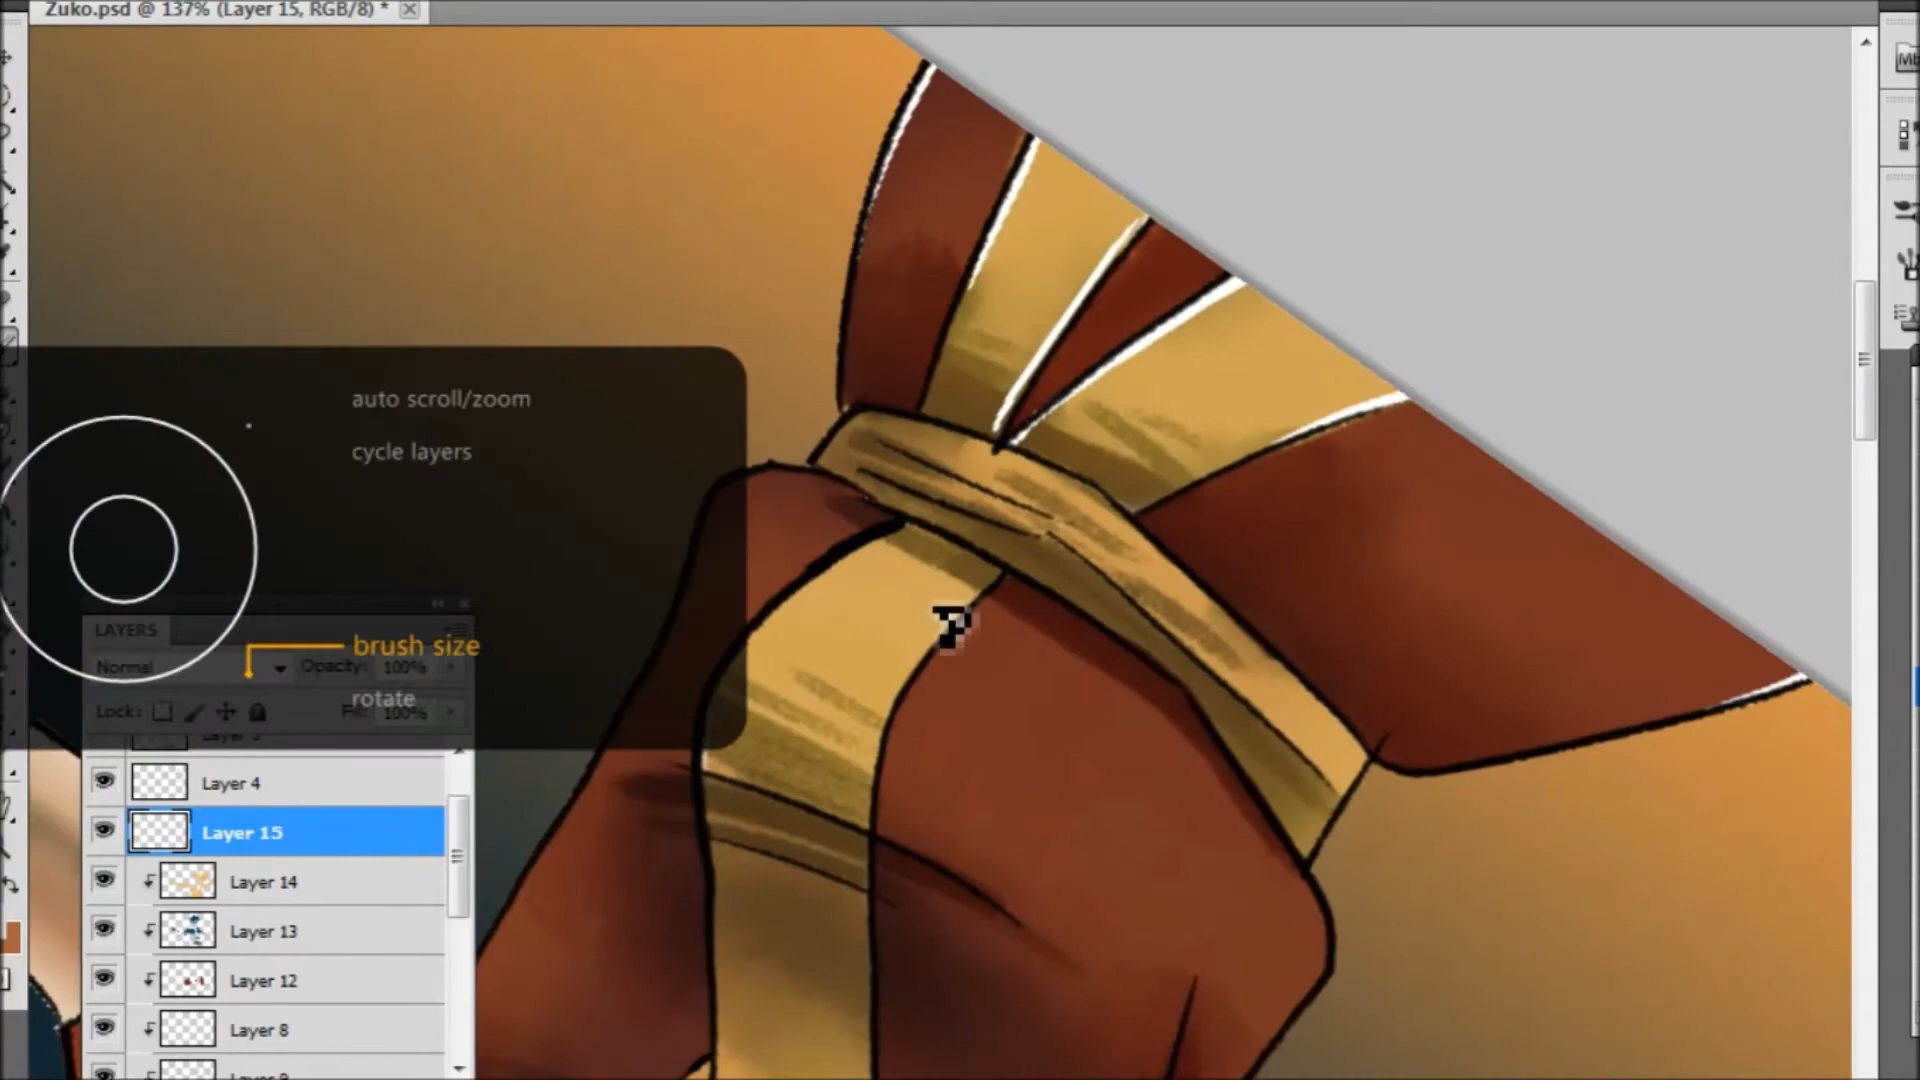 Zuko.psd @ 137% (Layer 15, RGB/8) *
Mb
auto scroll/zoom
cycle layers
LAYERS
brush size
Normal Opacity: 100%
rotate
Lock: Fill: 100%
Layer 4
Layer 15
Layer 14
Layer 13
Layer 12
Layer 8